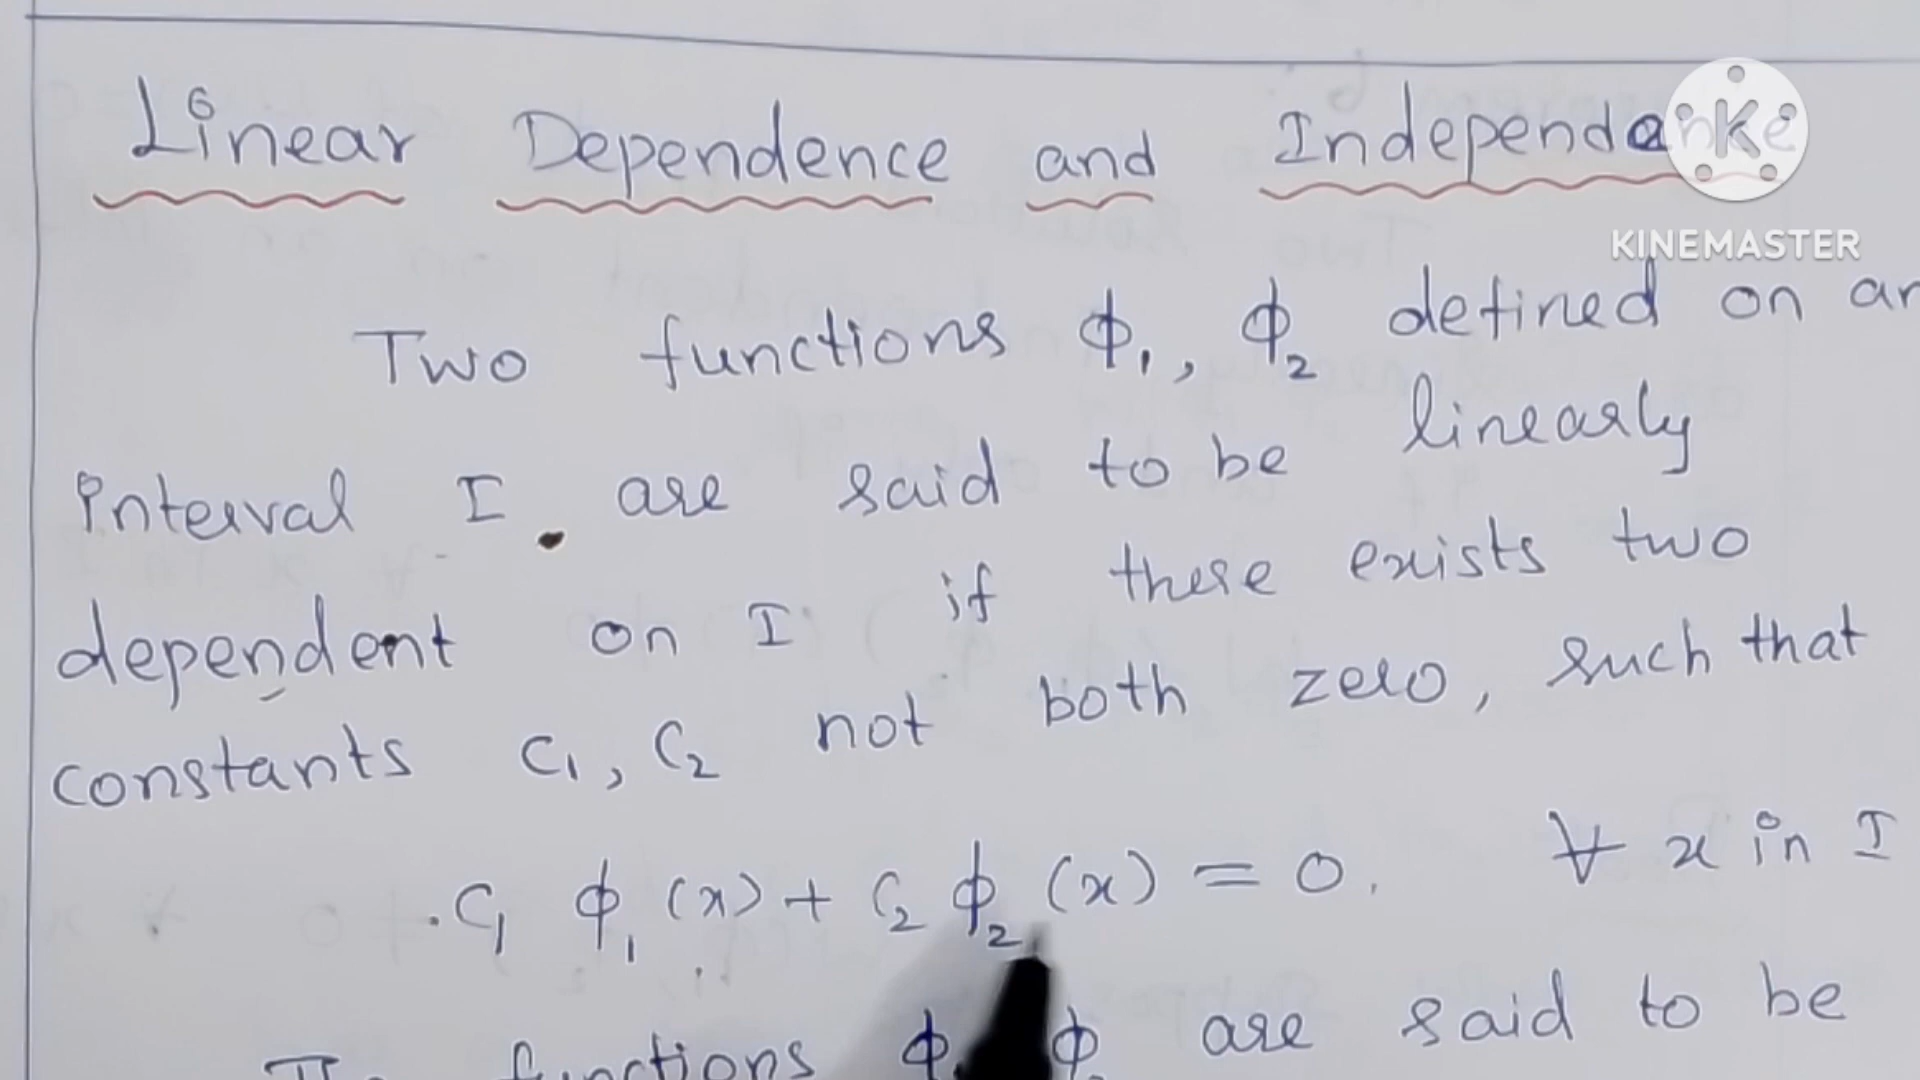 Linear Dependence and Independance
KINEMASTER
Two functions ϕ₁, ϕ₂ defined on an
interval I are said to be linearly
dependent on I if there exists two
constants c₁, c₂ not both zero, such that
c₁ ϕ₁(x) + c₂ ϕ₂(x) = 0. ∀ x in I
functions ϕ ϕ are said to be